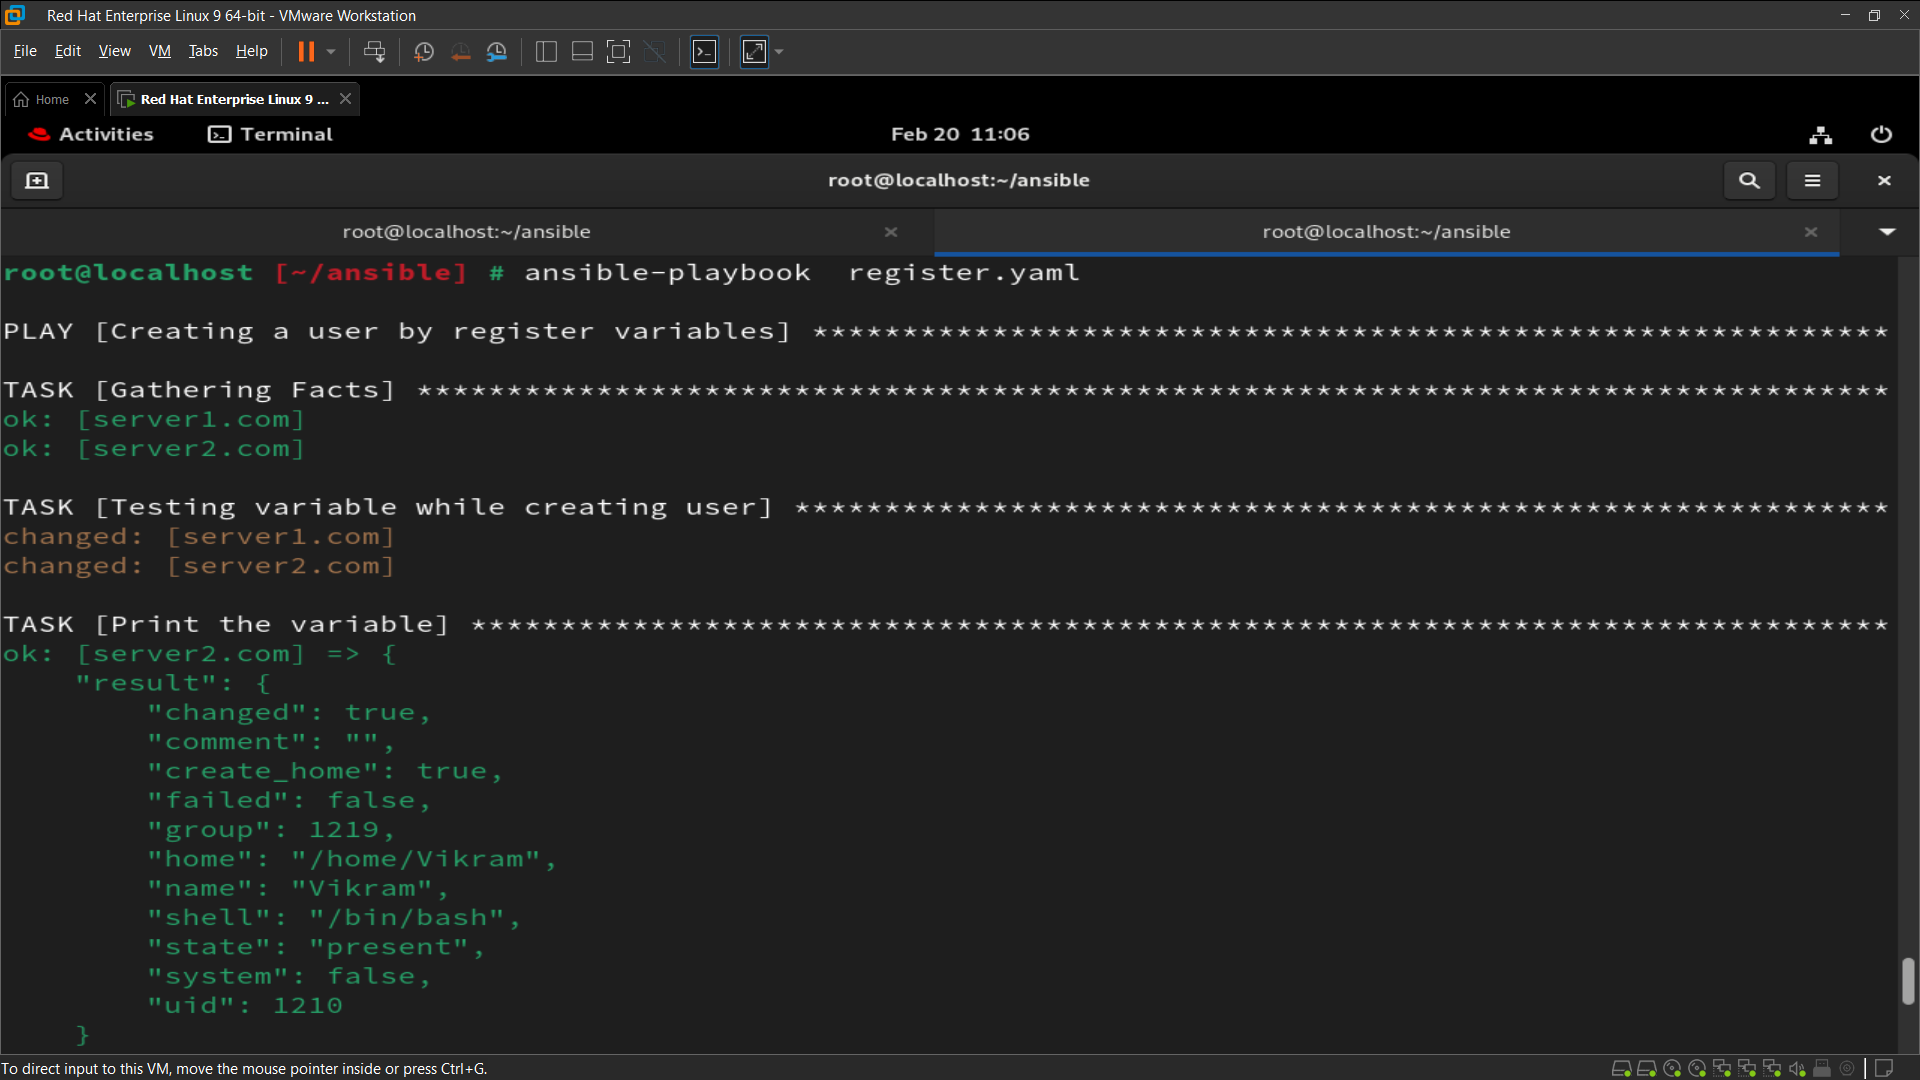 Red Hat Enterprise Linux 9 64-bit - VMware Workstation
File Edit View VM Tabs Help
Home
Red Hat Enterprise Linux 9 ...
Activities Terminal Feb 20 11:06
root@localhost:~/ansible
root@localhost:~/ansible root@localhost:~/ansible
root@localhost [~/ansible] # ansible-playbook  register.yaml
PLAY [Creating a user by register variables] ************************************************************
TASK [Gathering Facts] **********************************************************************************
ok: [server1.com]
ok: [server2.com]
TASK [Testing variable while creating user] *************************************************************
changed: [server1.com]
changed: [server2.com]
TASK [Print the variable] *******************************************************************************
ok: [server2.com] => {
    "result": {
        "changed": true,
        "comment": "",
        "create_home": true,
        "failed": false,
        "group": 1219,
        "home": "/home/Vikram",
        "name": "Vikram",
        "shell": "/bin/bash",
        "state": "present",
        "system": false,
        "uid": 1210
    }
To direct input to this VM, move the mouse pointer inside or press Ctrl+G.